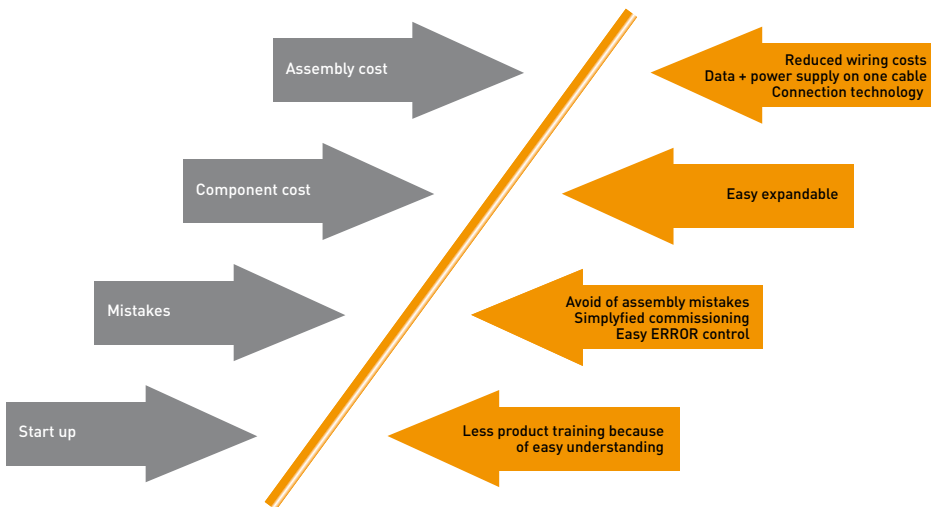 Assembly cost
Reduced wiring costs
Data + power supply on one cable
Connection technology
Component cost
Easy expandable
Mistakes
Avoid of assembly mistakes
Simplyfied commissioning
Easy ERROR control
Start up
Less product training because
of easy understanding